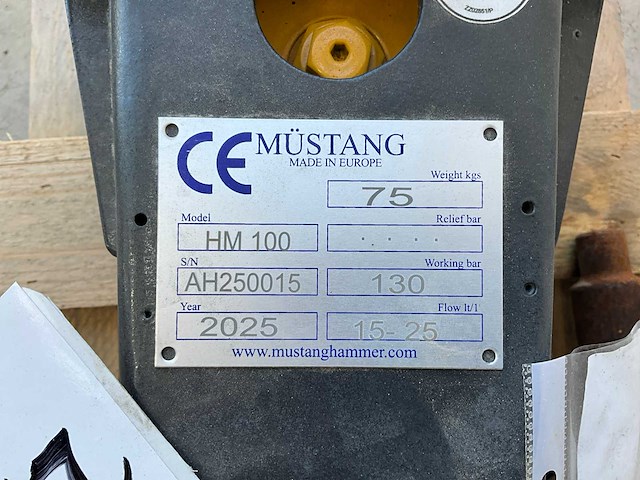 ZZ02861/P
CE MÜSTANG
MADE IN EUROPE
Weight kgs
75
Model Relief bar
HM 100 . . . . .
S/N Working bar
AH250015 130
Year Flow lt/1'
2025 15-25
www.mustanghammer.com